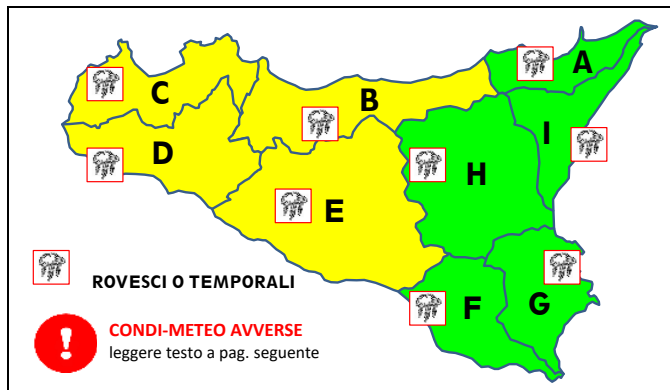 A
C
B
I
D
H
E
F
G
ROVESCI O TEMPORALI
CONDI-METEO AVVERSE
leggere testo a pag. seguente